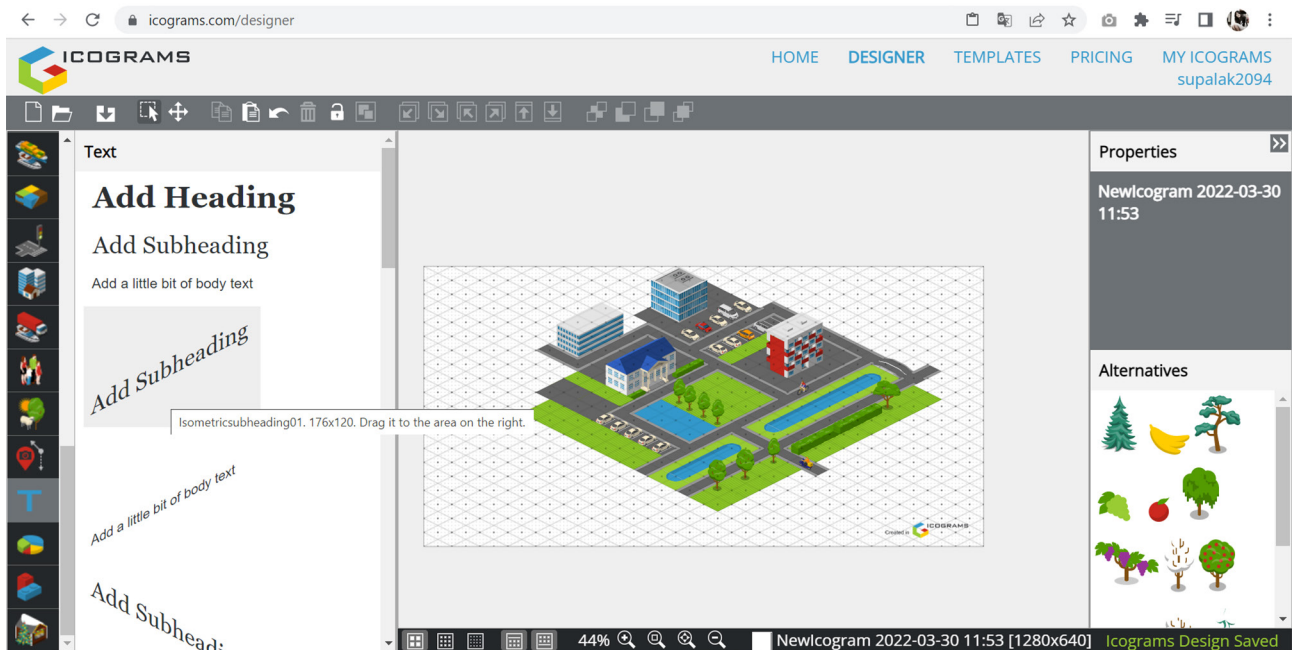 icograms.com/designer
ICOGRAMS
HOME
DESIGNER
TEMPLATES
PRICING
MY ICOGRAMS
supalak2094
Text
Add Heading
Add Subheading
Add a little bit of body text
Add Subheading
Isometricsubheading01. 176x120. Drag it to the area on the right.
Add a little bit of body text
Add Subheadi
Created in ICOGRAMS
Properties
NewIcogram 2022-03-30
11:53
Alternatives
44%
NewIcogram 2022-03-30 11:53 [1280x640]
Icograms Design Saved